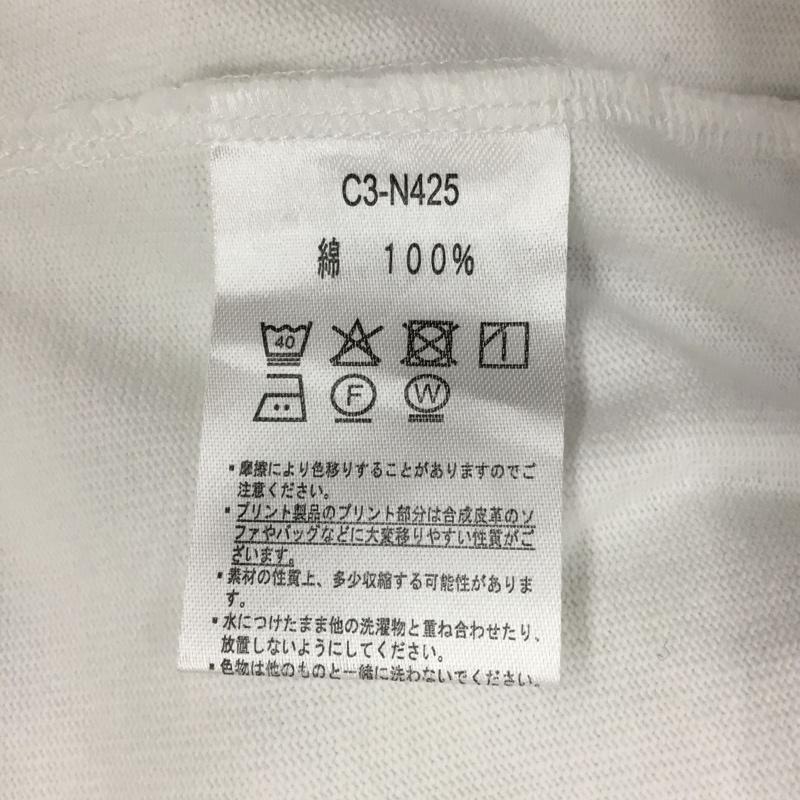 C3-N425
綿 100%
40
F W
・摩擦により色移りすることがありますのでご
注意ください。
・プリント製品のプリント部分は合成皮革のソ
ファやバッグなどに大変移りやすい性質がご
ざいます。
・素材の性質上、多少収縮する可能性がありま
す。
・水につけたまま他の洗濯物と重ね合わせたり、
放置しないようにしてください。
・色物は他のものと一緒に洗わないでください。